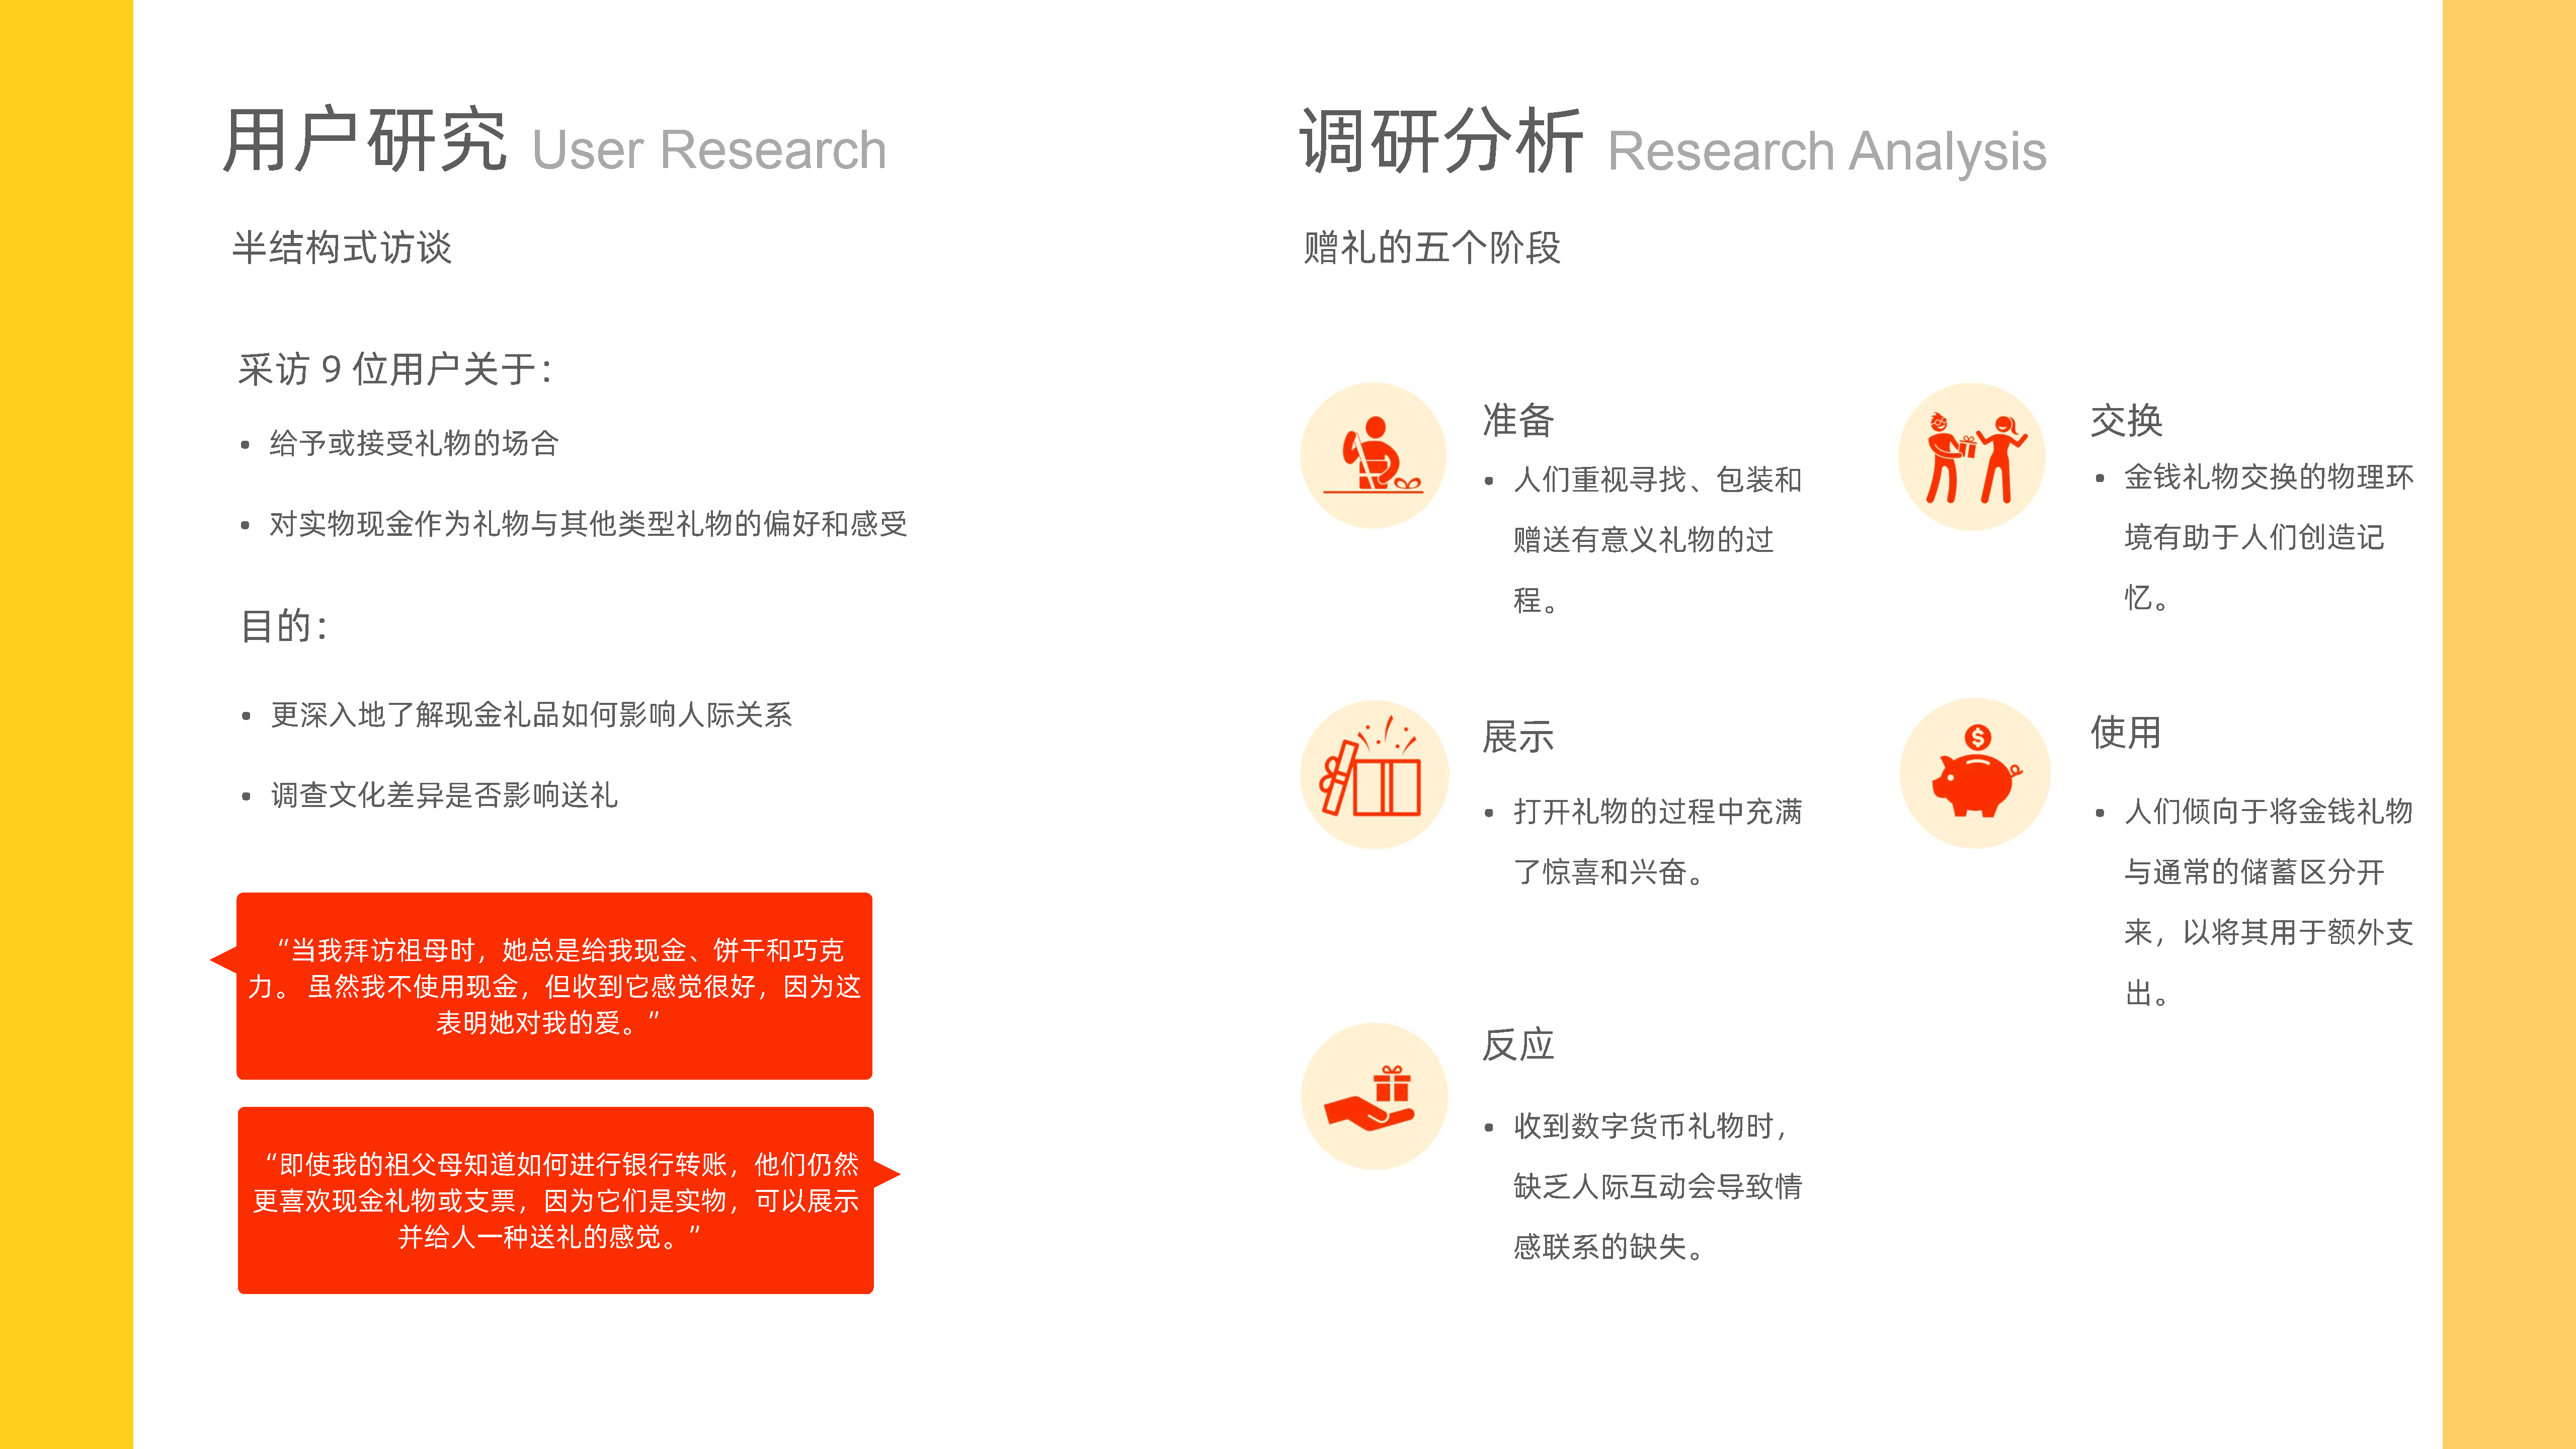 用户研究 User Research
半结构式访谈
采访 9 位用户关于：
• 给予或接受礼物的场合
• 对实物现金作为礼物与其他类型礼物的偏好和感受
目的：
• 更深入地了解现金礼品如何影响人际关系
• 调查文化差异是否影响送礼
“当我拜访祖母时，她总是给我现金、饼干和巧克
力。 虽然我不使用现金，但收到它感觉很好，因为这
表明她对我的爱。”
“即使我的祖父母知道如何进行银行转账，他们仍然
更喜欢现金礼物或支票，因为它们是实物，可以展示
并给人一种送礼的感觉。”
调研分析 Research Analysis
赠礼的五个阶段
准备
• 人们重视寻找、包装和
赠送有意义礼物的过
程。
交换
• 金钱礼物交换的物理环
境有助于人们创造记
忆。
展示
• 打开礼物的过程中充满
了惊喜和兴奋。
使用
• 人们倾向于将金钱礼物
与通常的储蓄区分开
来，以将其用于额外支
出。
反应
• 收到数字货币礼物时，
缺乏人际互动会导致情
感联系的缺失。